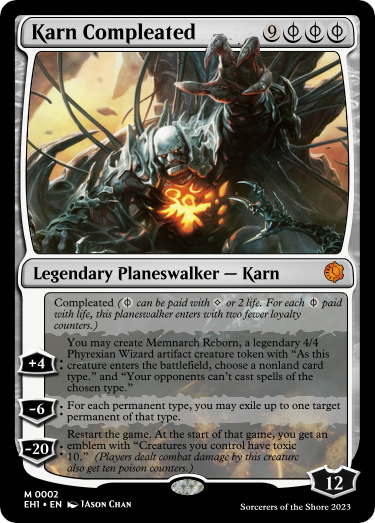 Karn Compleated 9
Legendary Planeswalker — Karn
Compleated ( can be paid with or 2 life. For each paid
with life, this planeswalker enters with two fewer loyalty
counters.)
+4: You may create Memnarch Reborn, a legendary 4/4
Phyrexian Wizard artifact creature token with “As this
creature enters the battlefield, choose a nonland card
type.” and “Your opponents can't cast spells of the
chosen type.”
-6: For each permanent type, you may exile up to one target
permanent of that type.
-20: Restart the game. At the start of that game, you get an
emblem with “Creatures you control have toxic
10.” (Players dealt combat damage by this creature
also get ten poison counters.)
12
M 0002
EH1 • EN Jason Chan
Sorcerers of the Shore 2023